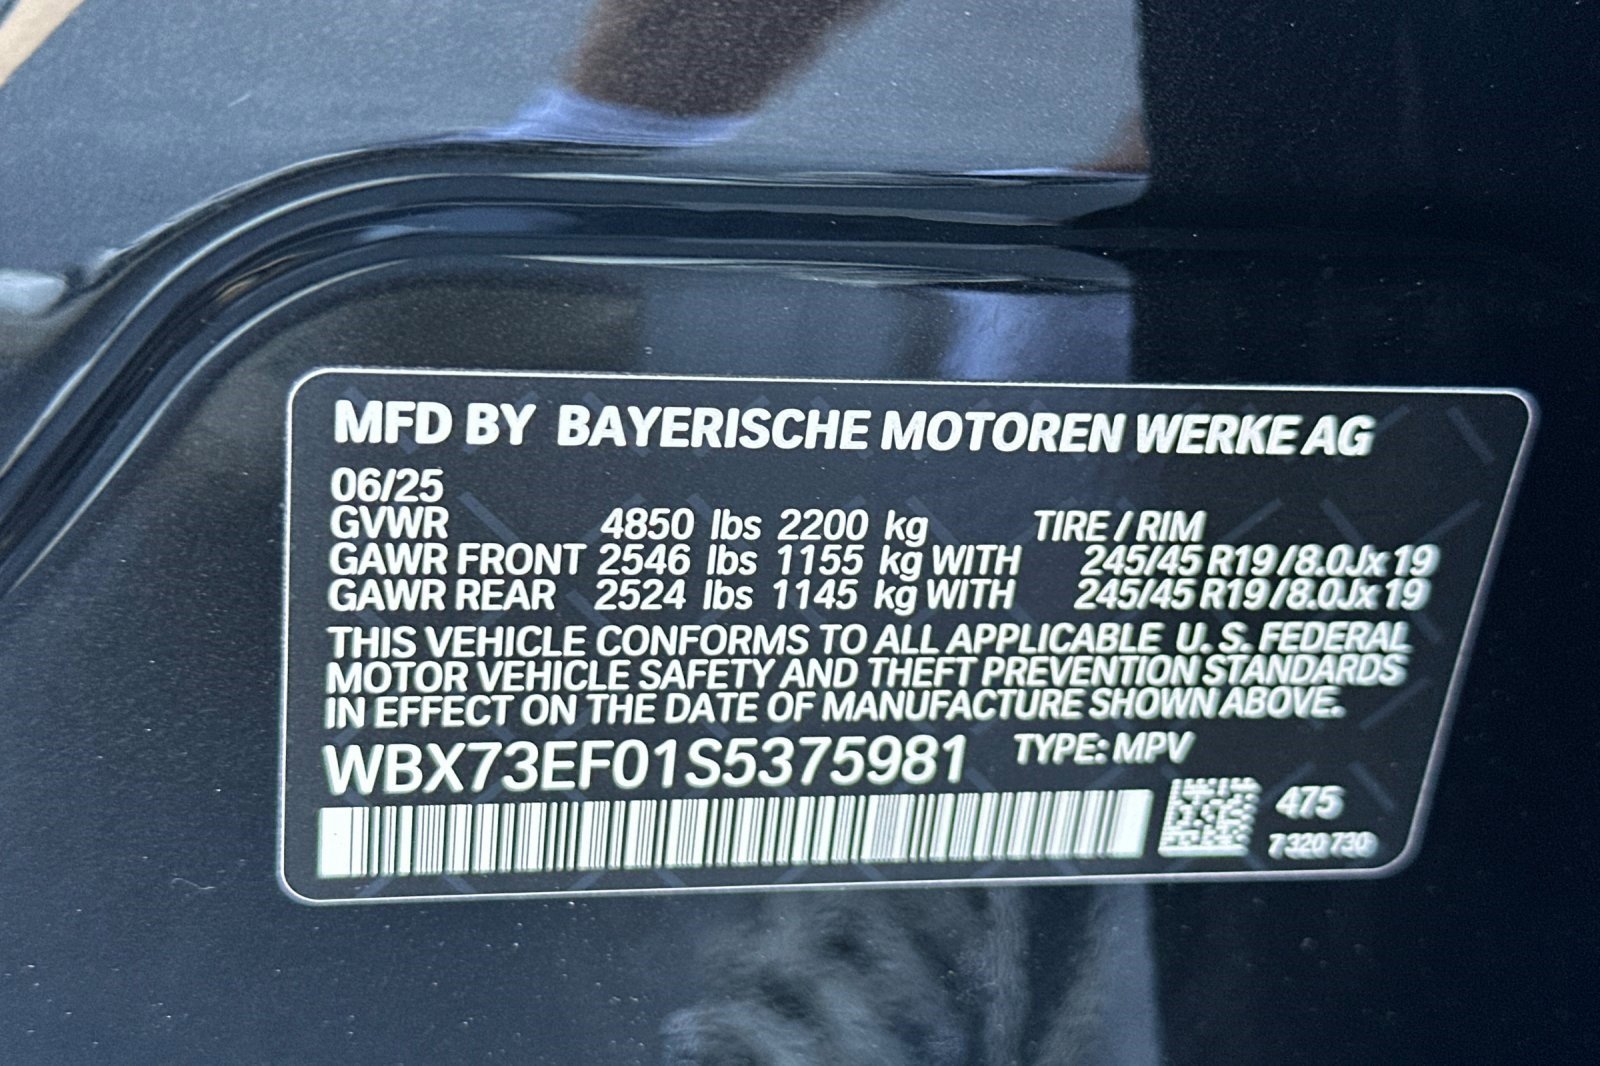 MFD BY BAYERISCHE MOTOREN WERKE AG
06/25
GVWR 4850 lbs 2200 kg TIRE / RIM
GAWR FRONT 2546 lbs 1155 kg WITH 245/45 R19 /8.0Jx 19
GAWR REAR 2524 lbs 1145 kg WITH 245/45 R19 /8.0Jx 19
THIS VEHICLE CONFORMS TO ALL APPLICABLE U. S. FEDERAL
MOTOR VEHICLE SAFETY AND THEFT PREVENTION STANDARDS
IN EFFECT ON THE DATE OF MANUFACTURE SHOWN ABOVE.
WBX73EF01S5375981 TYPE: MPV
475
7 320 730